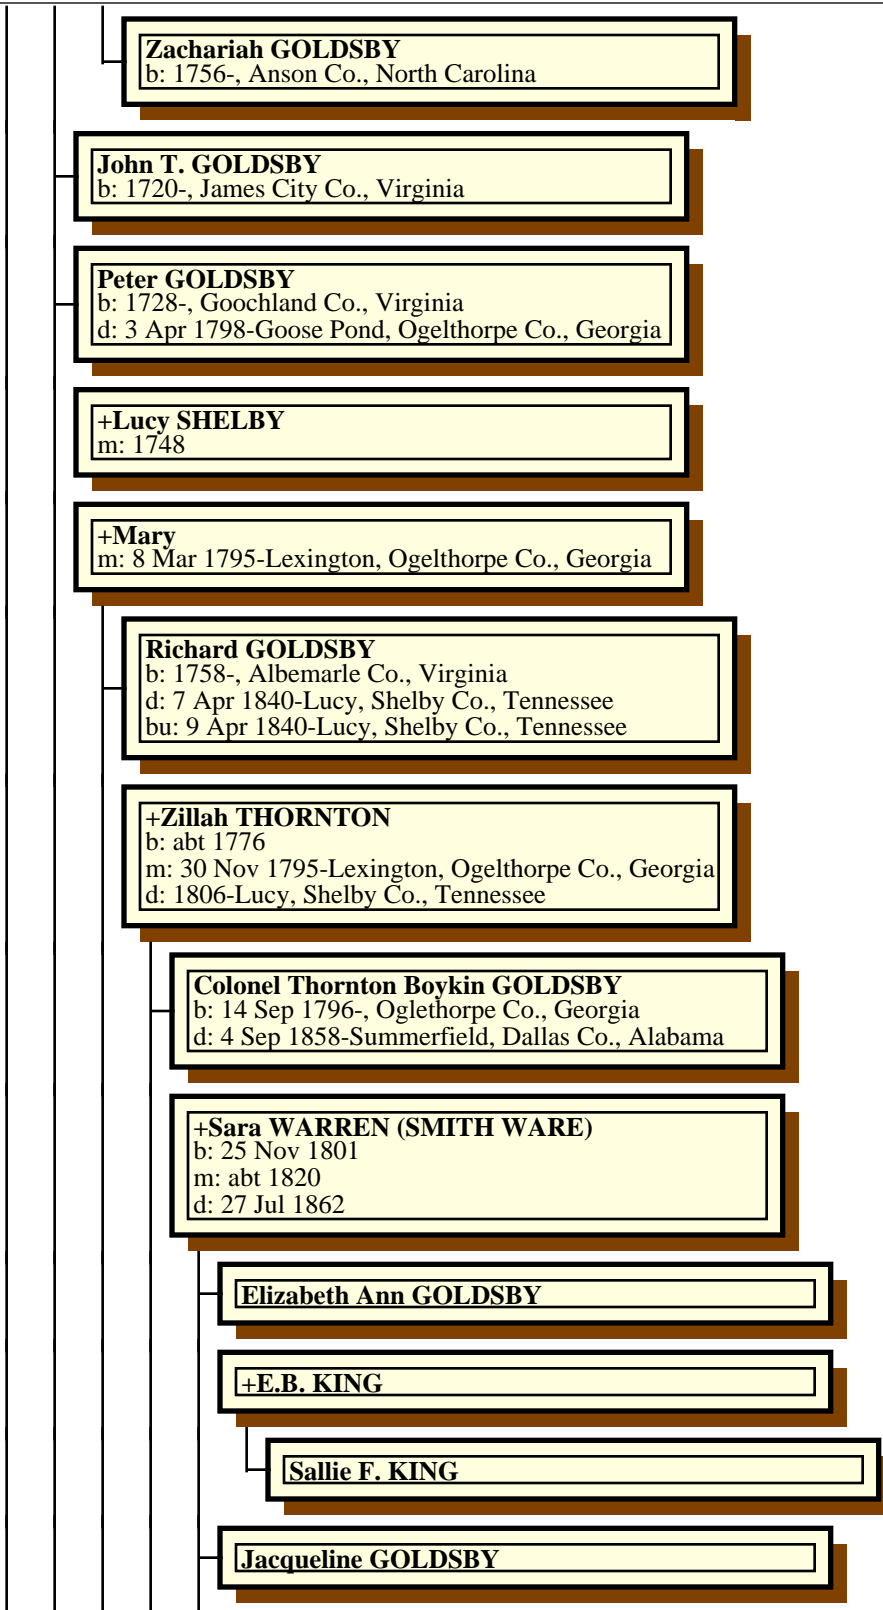 Zachariah GOLDSBY
b: 1756-, Anson Co., North Carolina
John T. GOLDSBY
b: 1720-, James City Co., Virginia
Peter GOLDSBY
b: 1728-, Goochland Co., Virginia
d: 3 Apr 1798-Goose Pond, Ogelthorpe Co., Georgia
+Lucy SHELBY
m: 1748
+Mary
m: 8 Mar 1795-Lexington, Ogelthorpe Co., Georgia
Richard GOLDSBY
b: 1758-, Albemarle Co., Virginia
d: 7 Apr 1840-Lucy, Shelby Co., Tennessee
bu: 9 Apr 1840-Lucy, Shelby Co., Tennessee
+Zillah THORNTON
b: abt 1776
m: 30 Nov 1795-Lexington, Ogelthorpe Co., Georgia
d: 1806-Lucy, Shelby Co., Tennessee
Colonel Thornton Boykin GOLDSBY
b: 14 Sep 1796-, Oglethorpe Co., Georgia
d: 4 Sep 1858-Summerfield, Dallas Co., Alabama
+Sara WARREN (SMITH WARE)
b: 25 Nov 1801
m: abt 1820
d: 27 Jul 1862
Elizabeth Ann GOLDSBY
+E.B. KING
Sallie F. KING
Jacqueline GOLDSBY